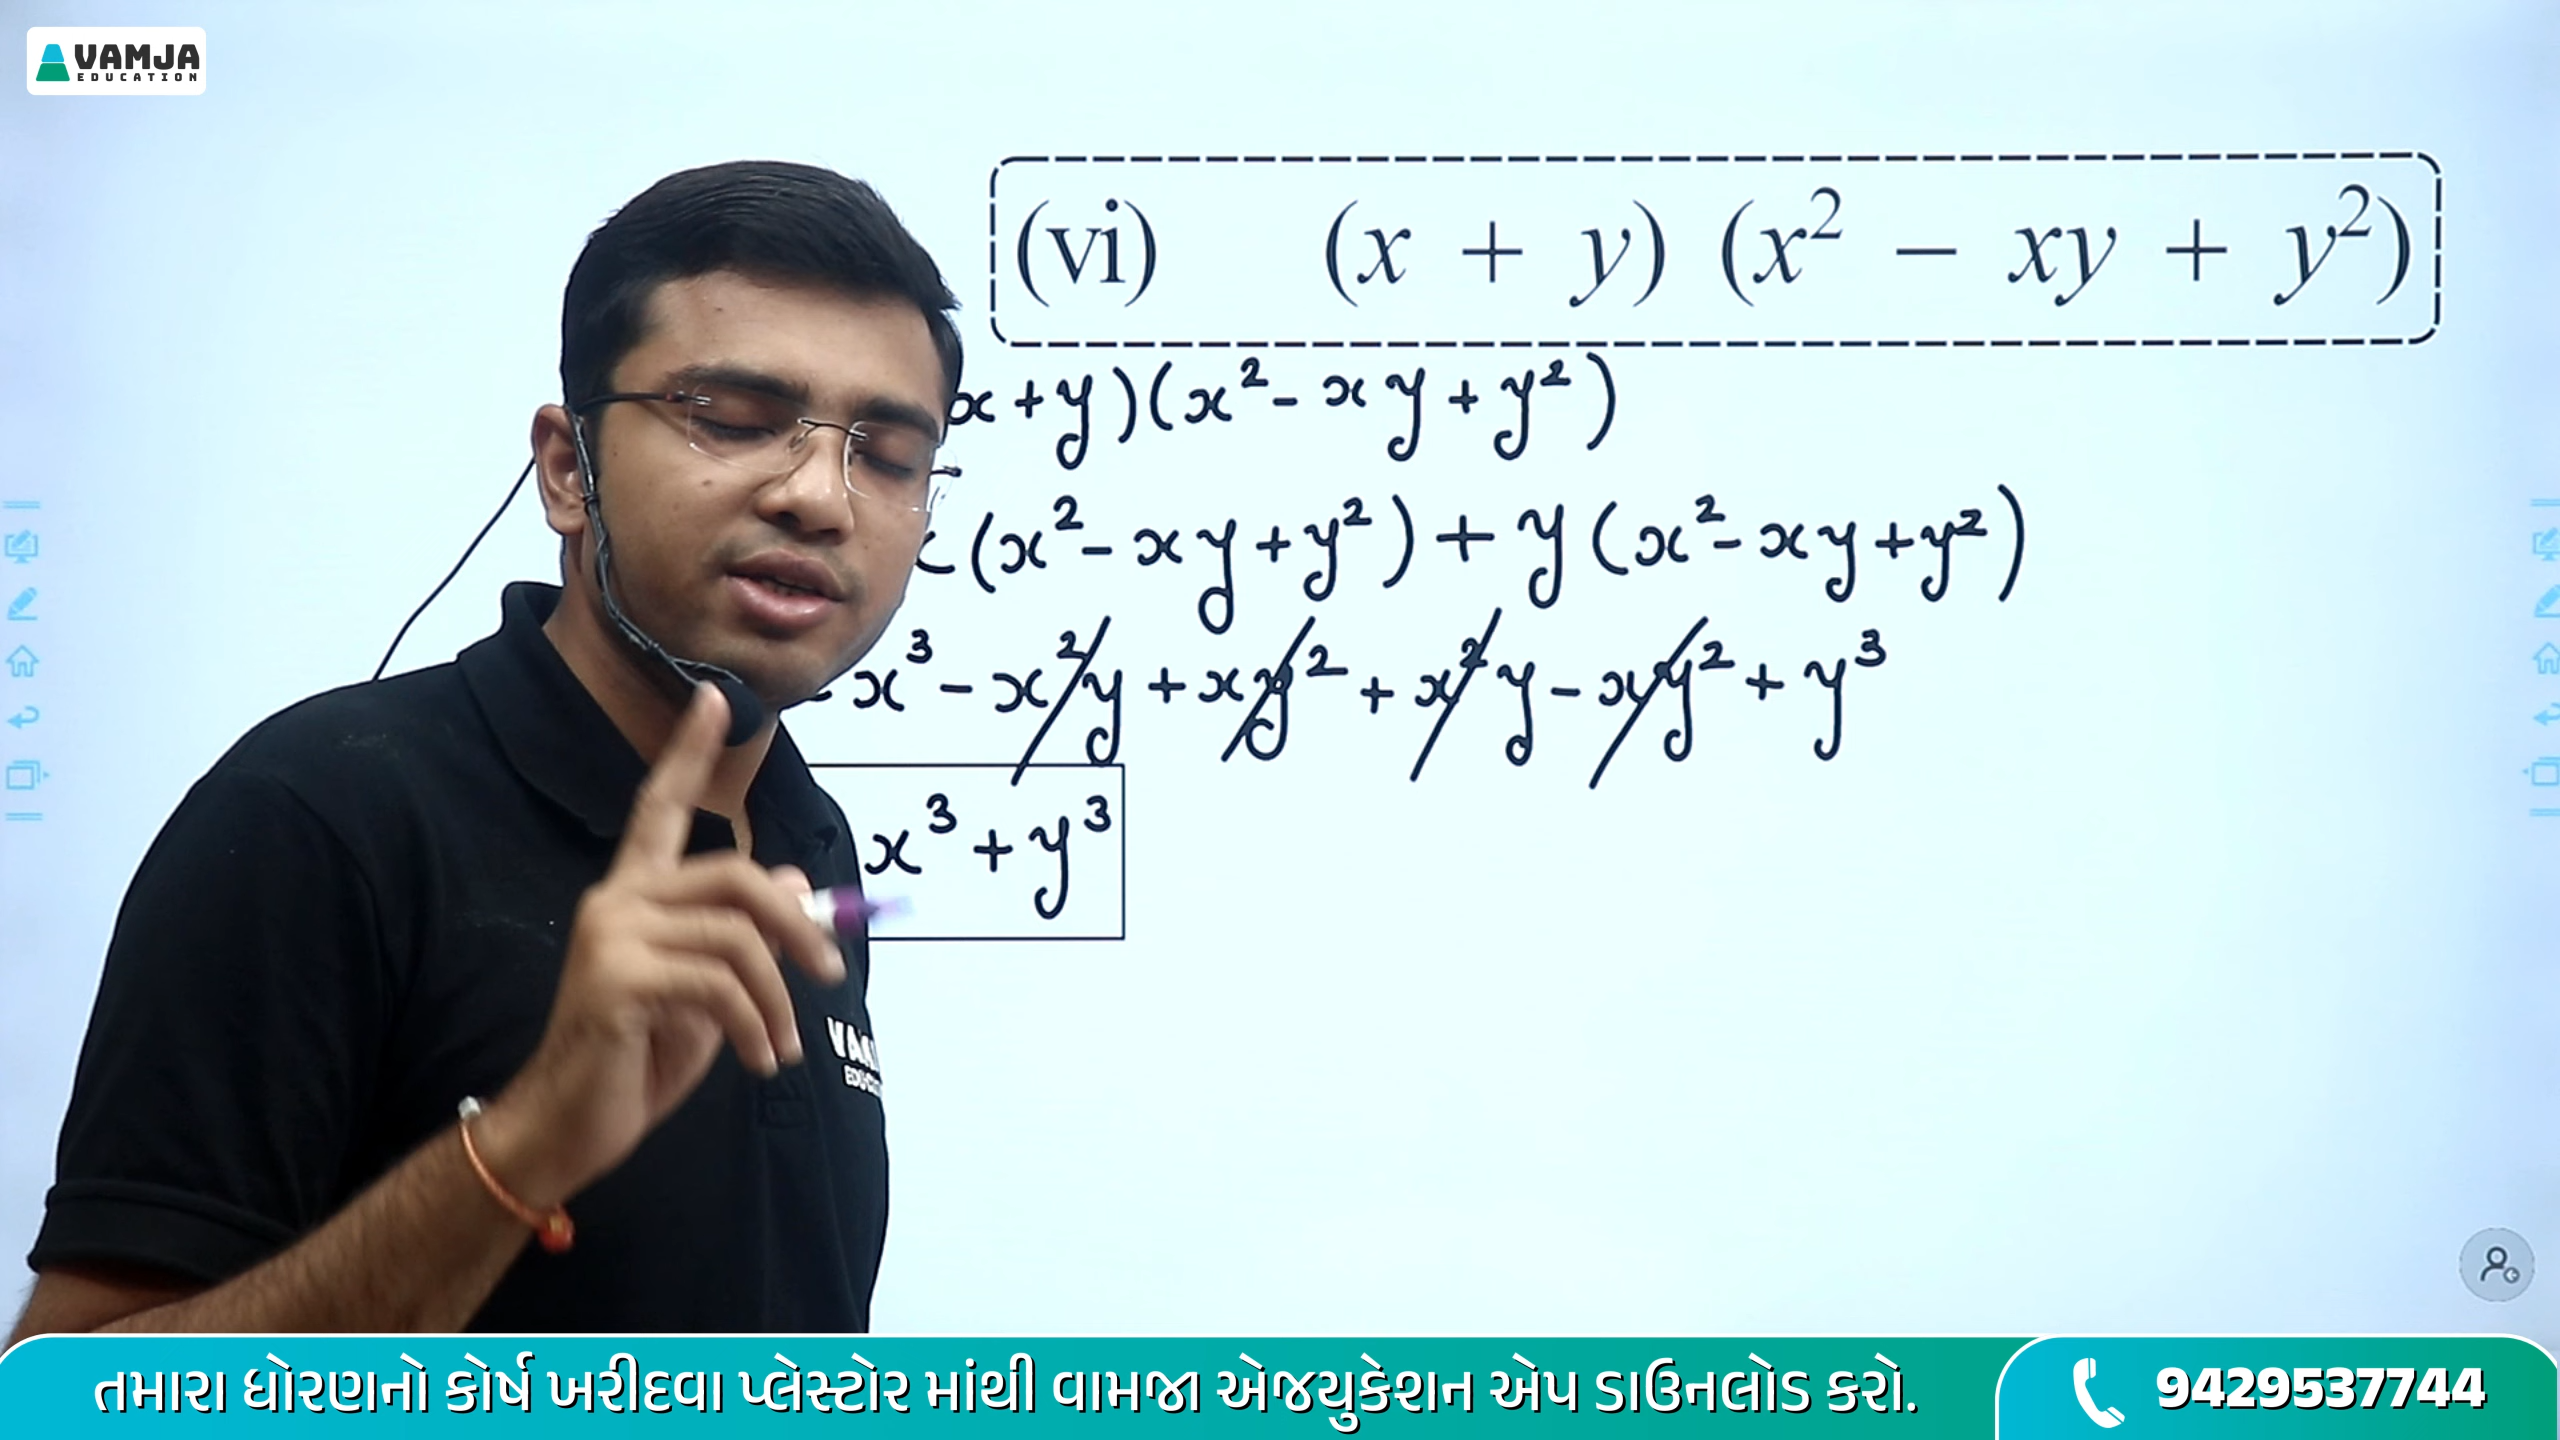 VAMJA
EDUCATION
(vi) (x + y) (x² − xy + y²)
x + y)(x² - xy + y²)
(x² - xy + y²) + y(x² - xy + y²)
x³ - x²y + xy² + x²y - xy² + y³
x³ + y³
તમારા ધોરણનો કોર્ષ ખરીદવા પ્લેસ્ટોર માંથી વામજા એજ્યુકેશન એપ ડાઉનલોડ કરો.
9429537744